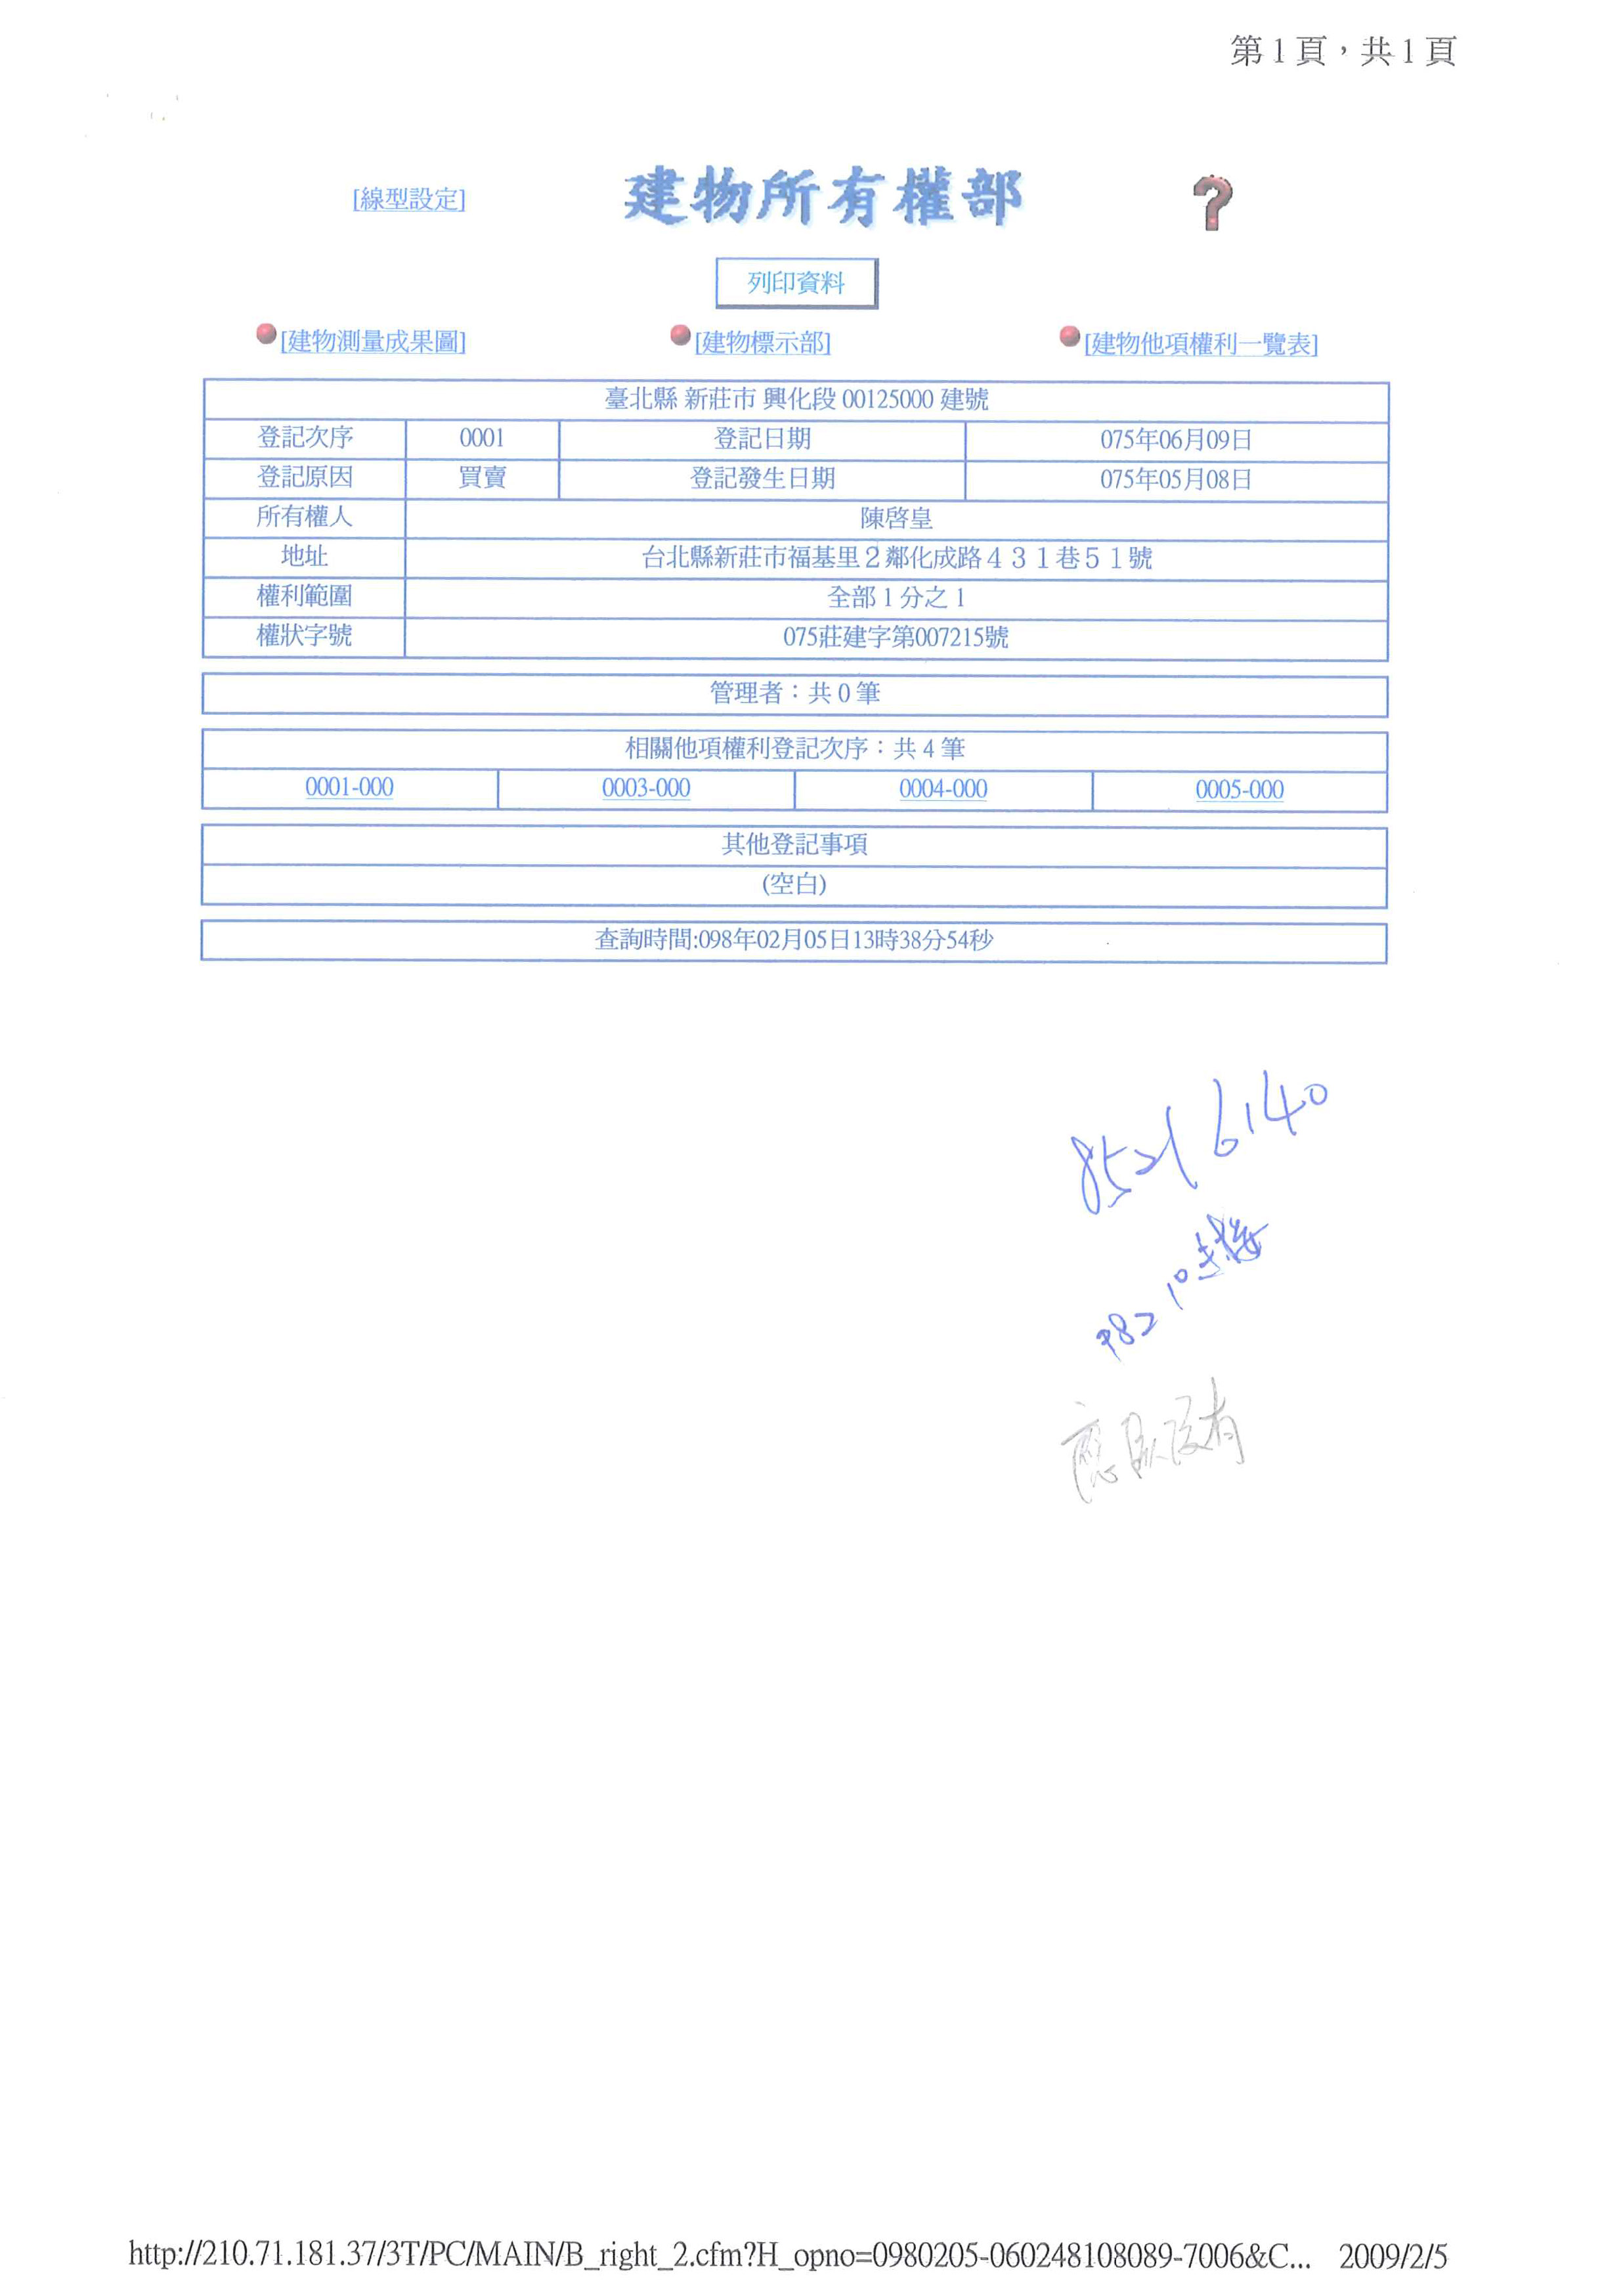 第1頁，共1頁
[線型設定] 建物所有權部
列印資料
[建物測量成果圖] [建物標示部] [建物他項權利一覽表]
臺北縣 新莊市 興化段 00125000 建號
登記次序 0001 登記日期 075年06月09日
登記原因 買賣 登記發生日期 075年05月08日
所有權人 陳啓皇
地址 台北縣新莊市福基里２鄰化成路４３１巷５１號
權利範圍 全部 1 分之 1
權狀字號 075莊建字第007215號
管理者：共 0 筆
相關他項權利登記次序：共 4 筆
0001-000 0003-000 0004-000 0005-000
其他登記事項
(空白)
查詢時間:098年02月05日13時38分54秒
8521 6140
982
http://210.71.181.37/3T/PC/MAIN/B_right_2.cfm?H_opno=0980205-060248108089-7006&C... 2009/2/5